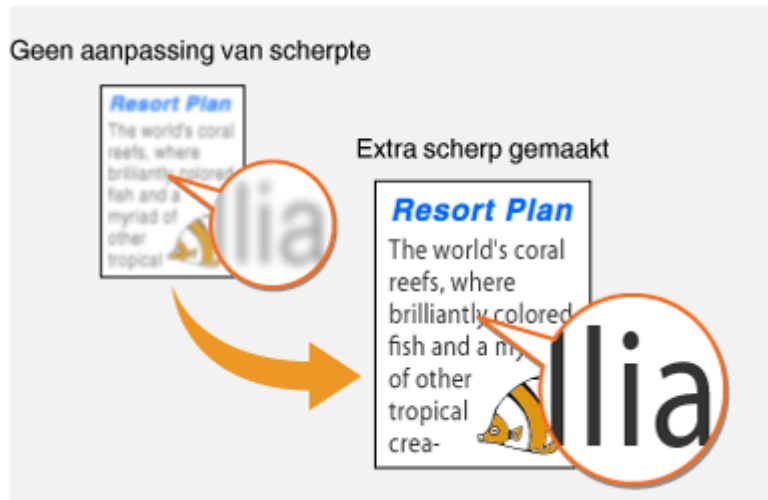 Geen aanpassing van scherpte
Resort Plan
The world's coral
reefs, where
brilliantly colored
fish and a
myriad of
other
tropical
llia
Extra scherp gemaakt
Resort Plan
The world's coral
reefs, where
brilliantly colored
fish and a my
of other
tropical
crea-
llia